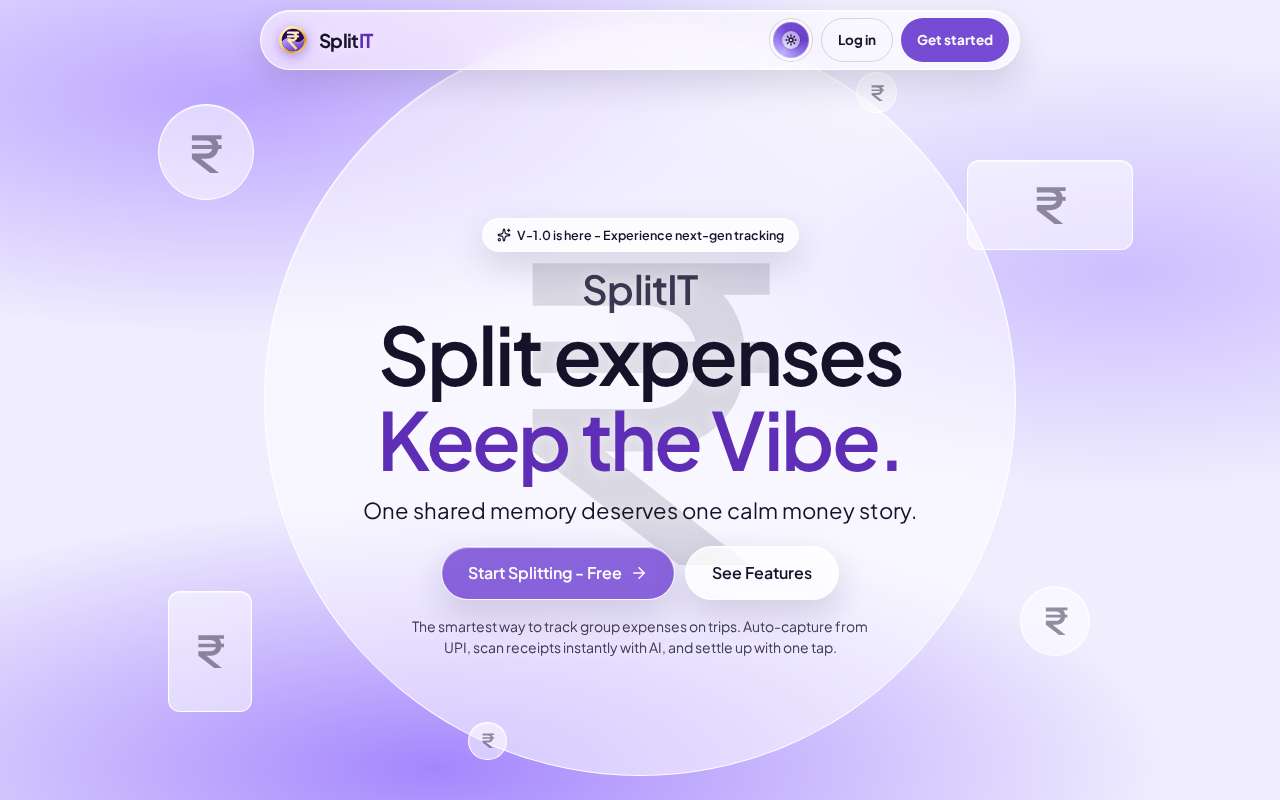 SplitIT
Log in
Get started
₹
₹
₹
V-1.0 is here - Experience next-gen tracking
SplitIT
Split expenses
Keep the Vibe.
One shared memory deserves one calm money story.
Start Splitting - Free
See Features
The smartest way to track group expenses on trips. Auto-capture from
UPI, scan receipts instantly with AI, and settle up with one tap.
₹
₹
₹